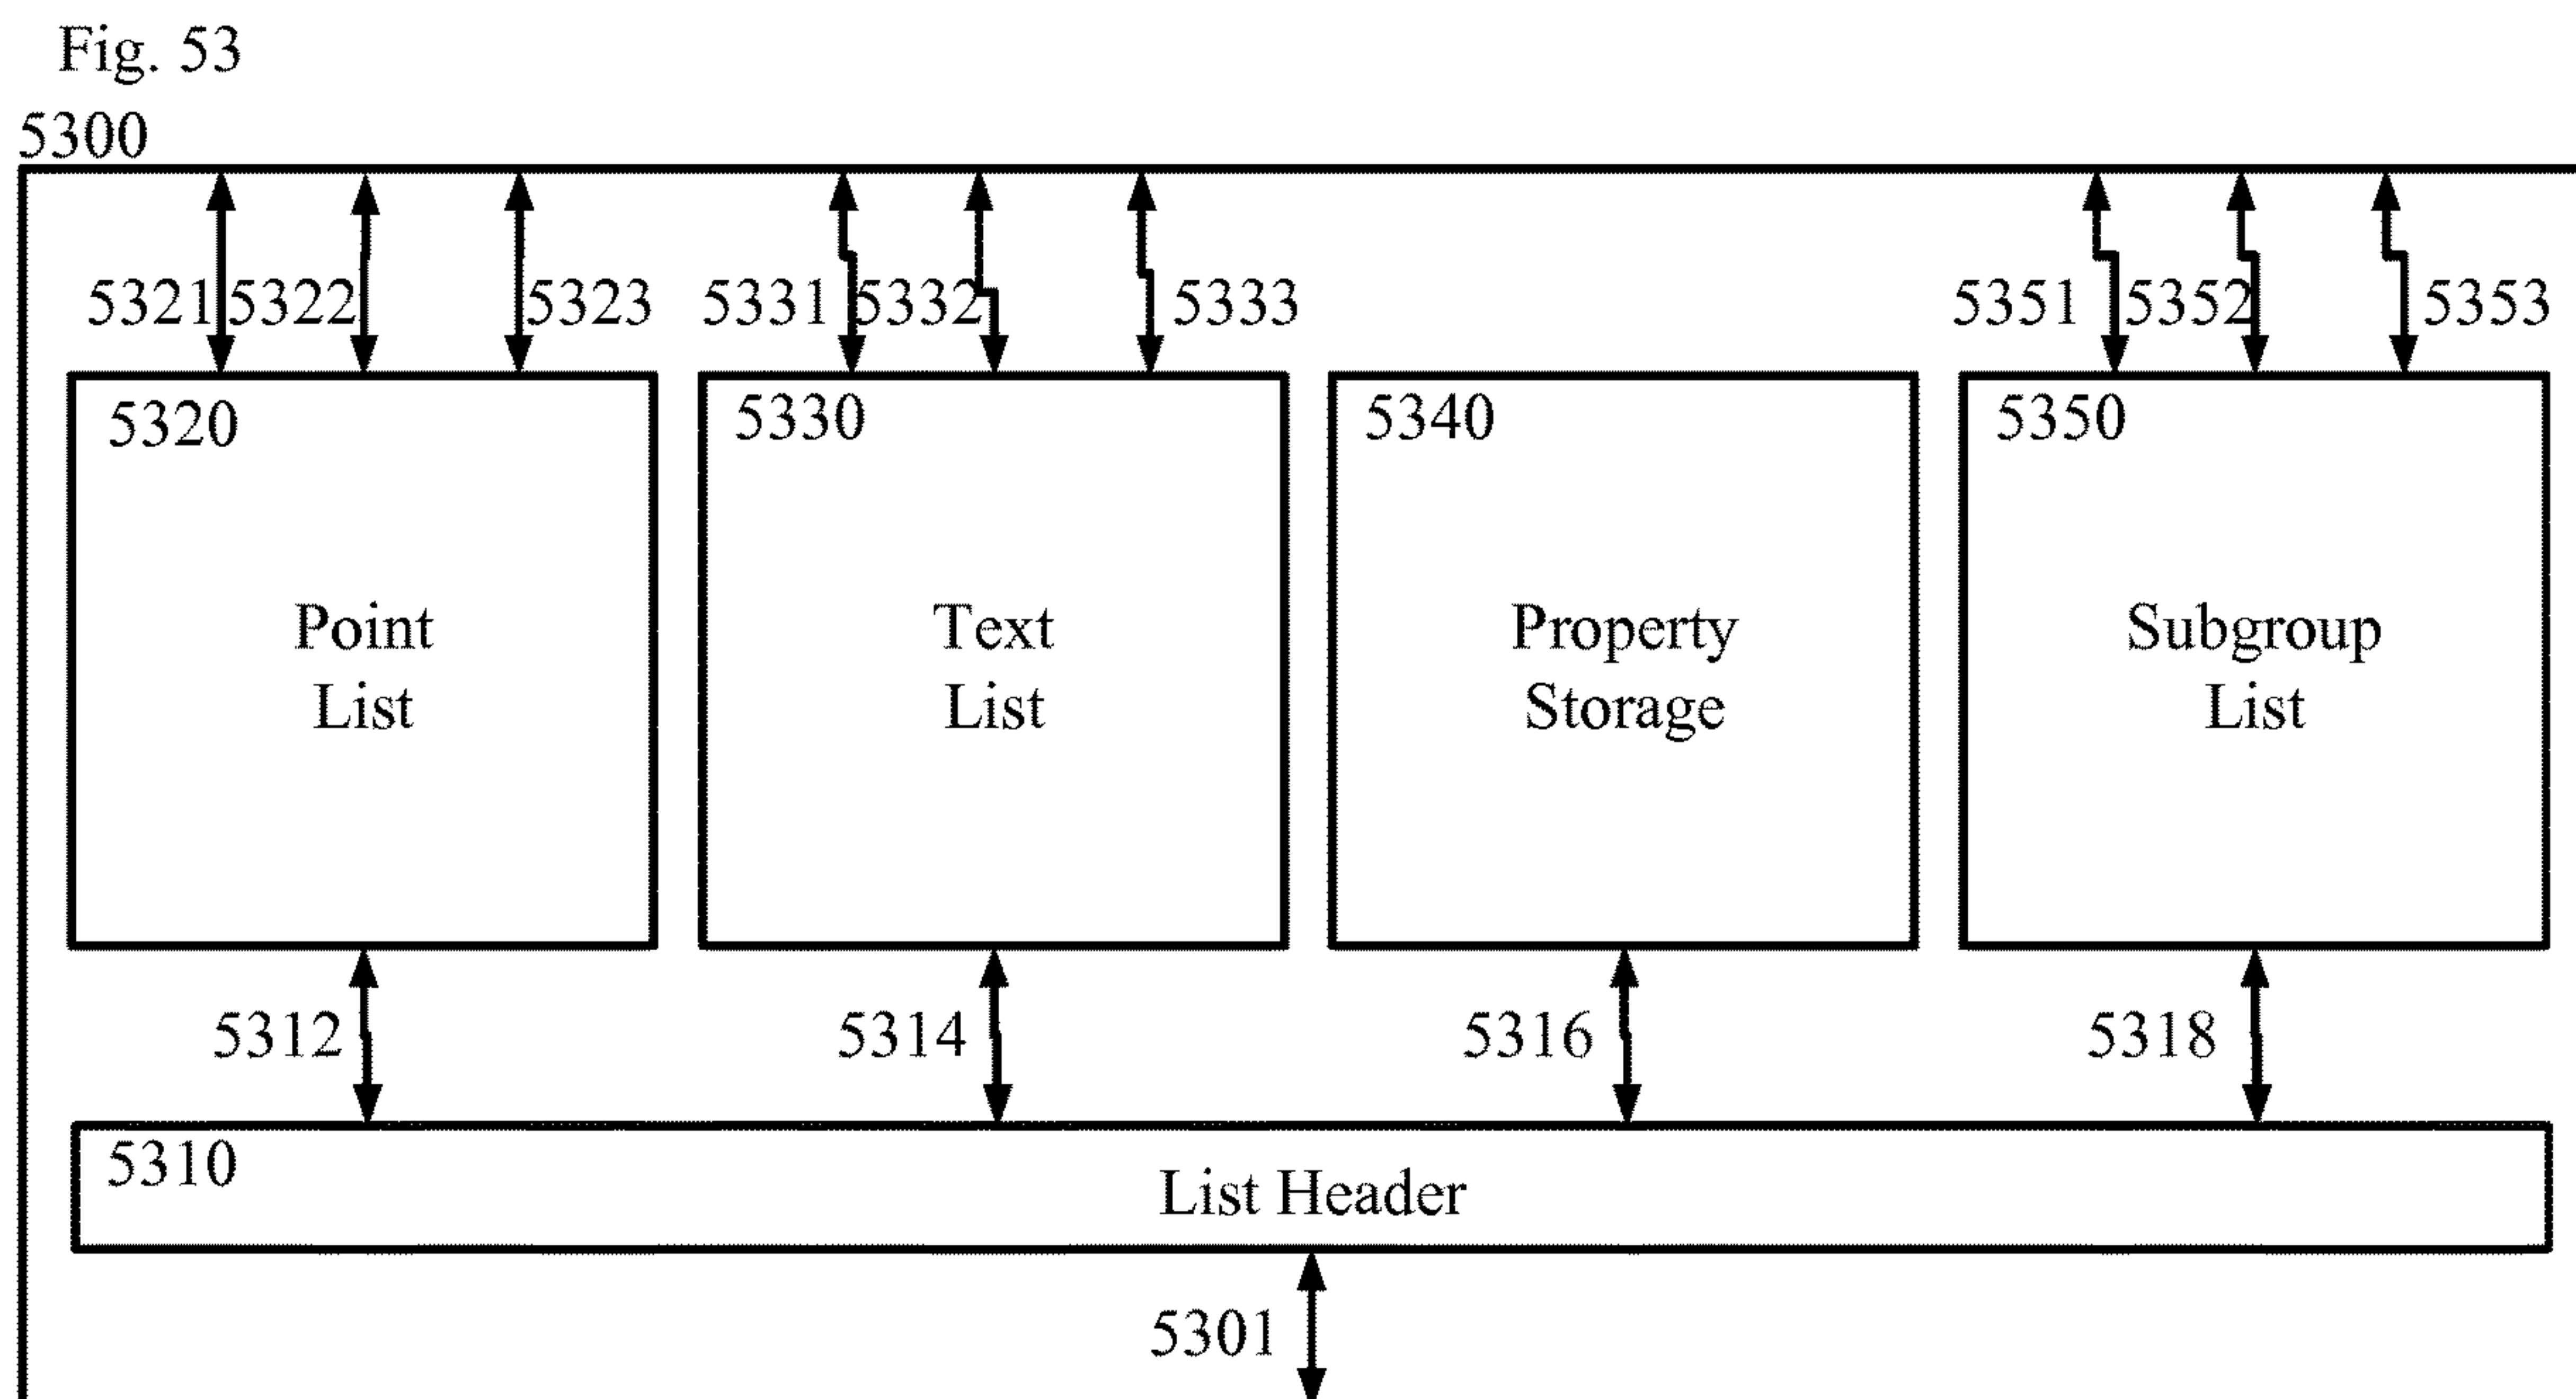 Fig. 53
5300
5321 5322 5323 5331 5332 5333 5351 5352 5353
5320 5330 5340 5350
Point Text Property Subgroup
List List Storage List
5312 5314 5316 5318
5310
List Header
5301